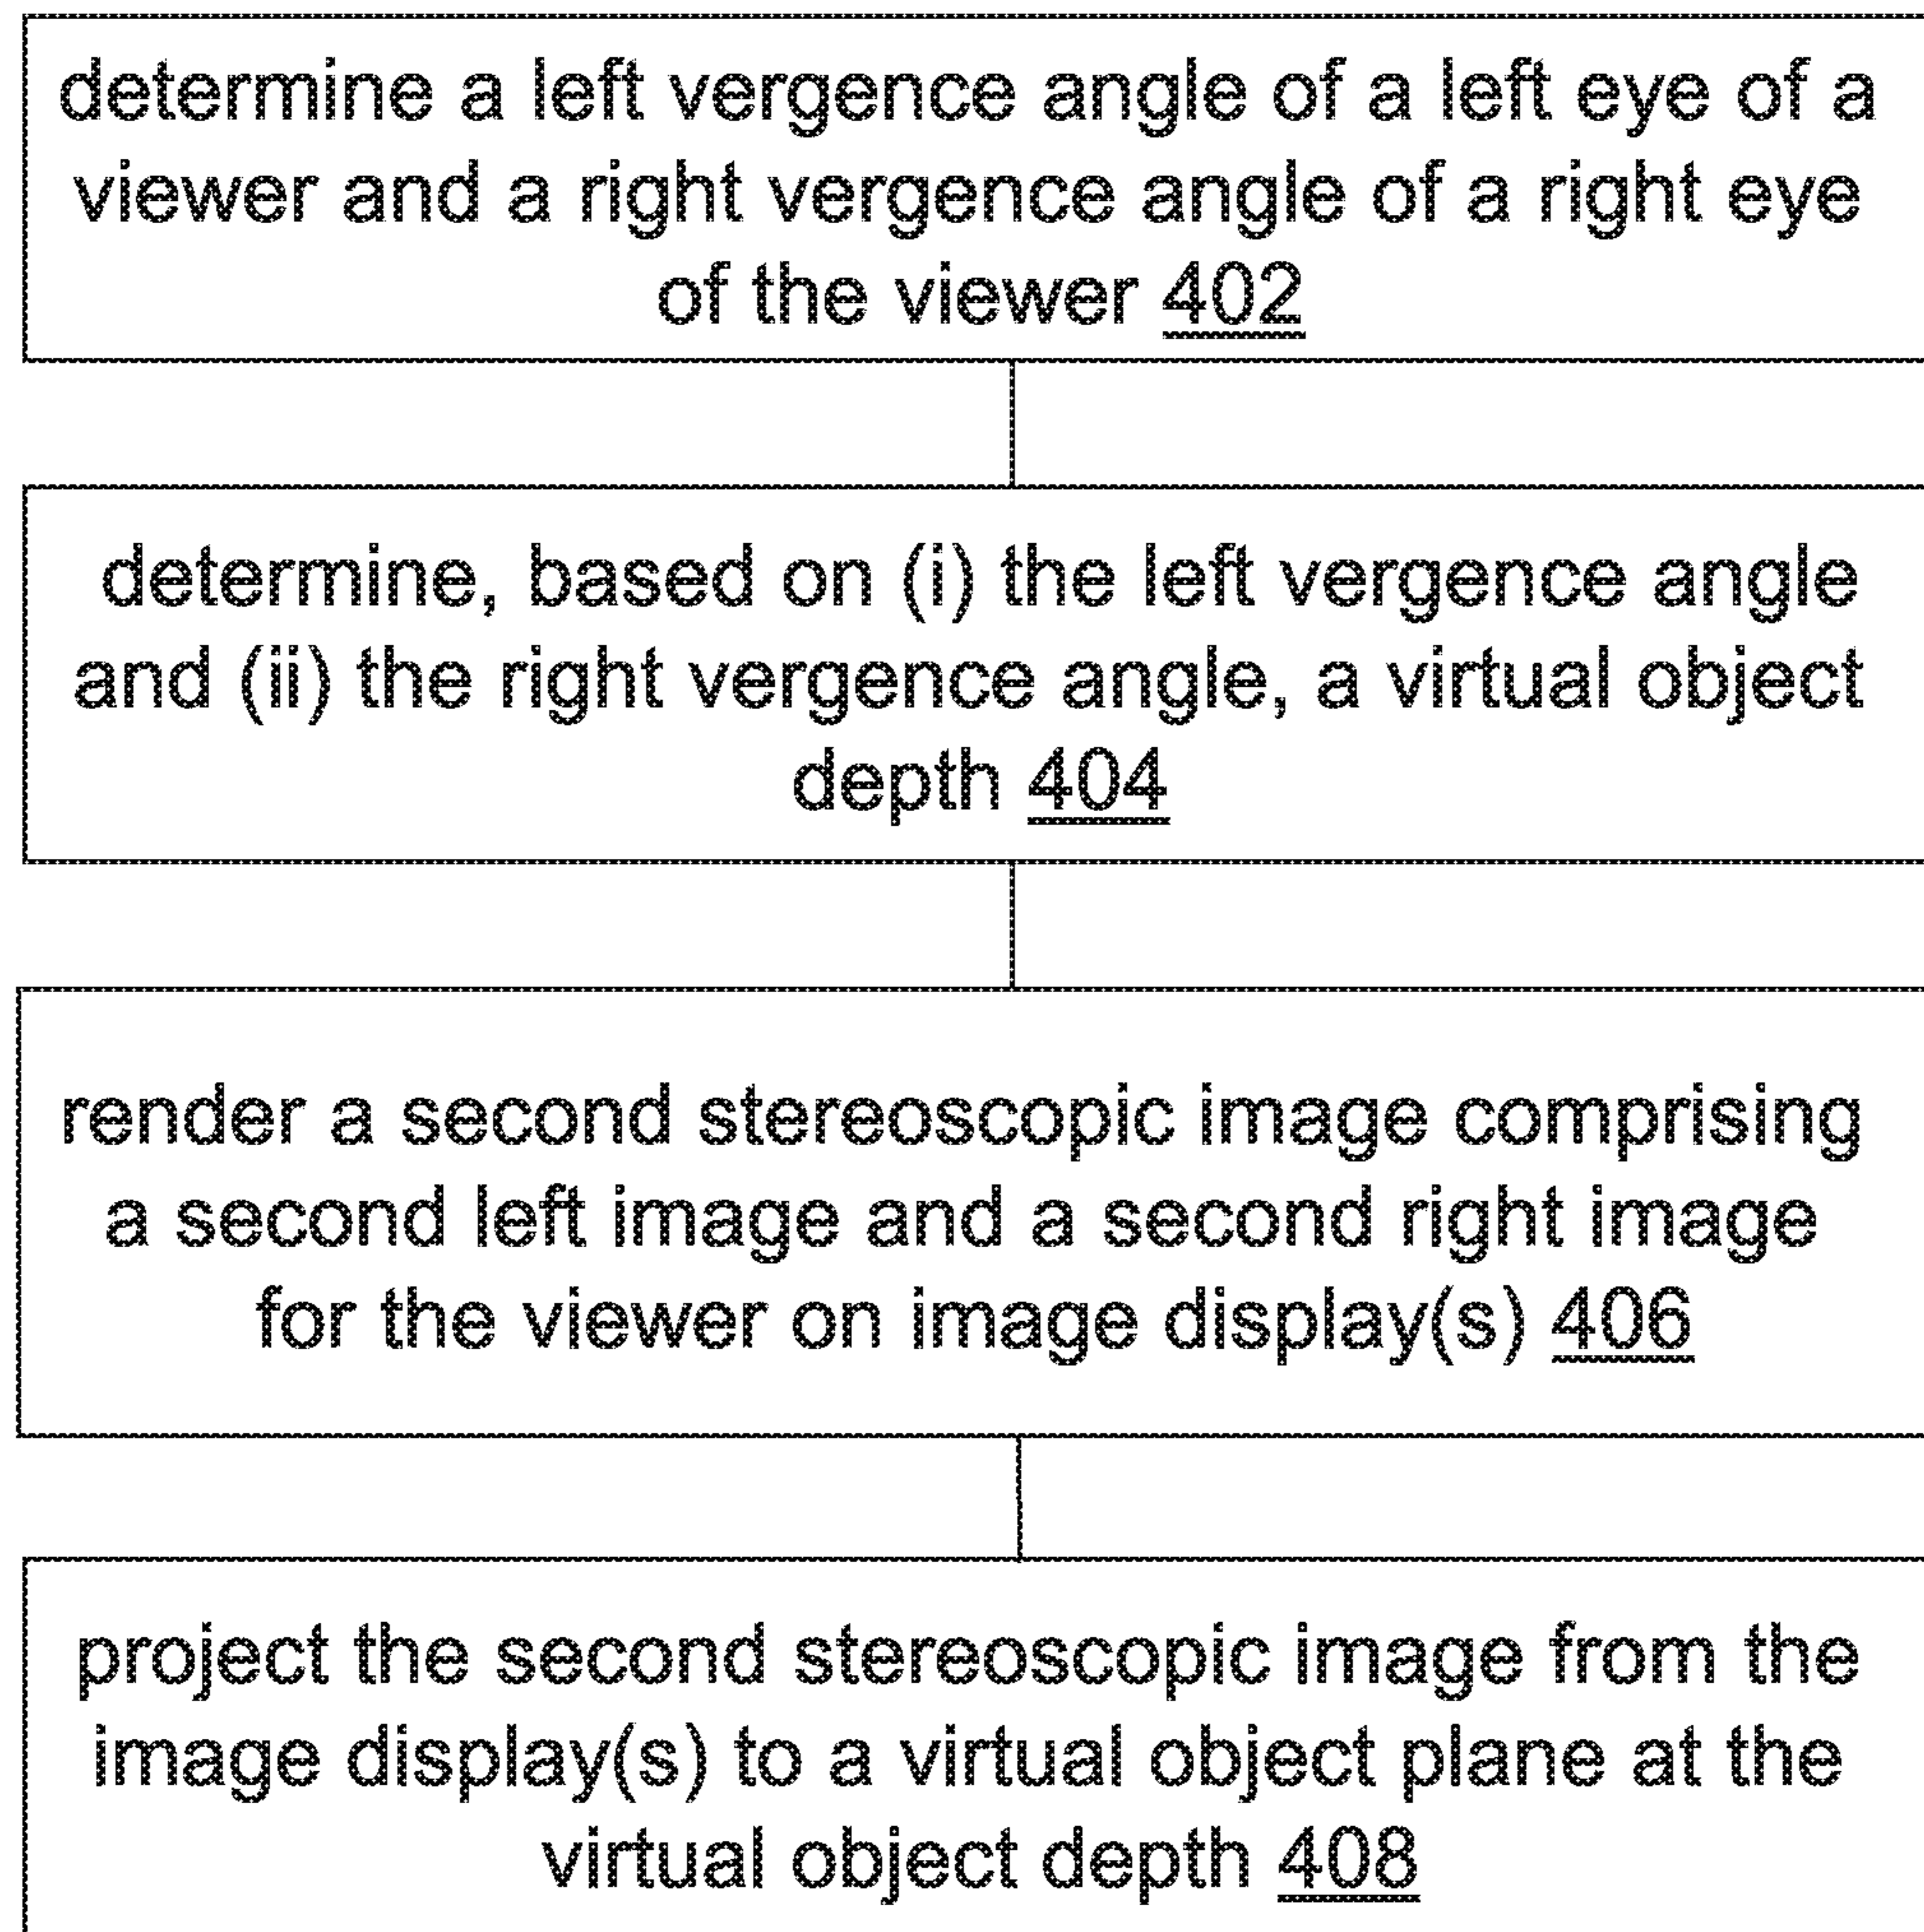 determine a left vergence angle of a left eye of a
viewer and a right vergence angle of a right eye
of the viewer 402
determine, based on (i) the left vergence angle
and (ii) the right vergence angle, a virtual object
depth 404
render a second stereoscopic image comprising
a second left image and a second right image
for the viewer on image display(s) 406
project the second stereoscopic image from the
image display(s) to a virtual object plane at the
virtual object depth 408